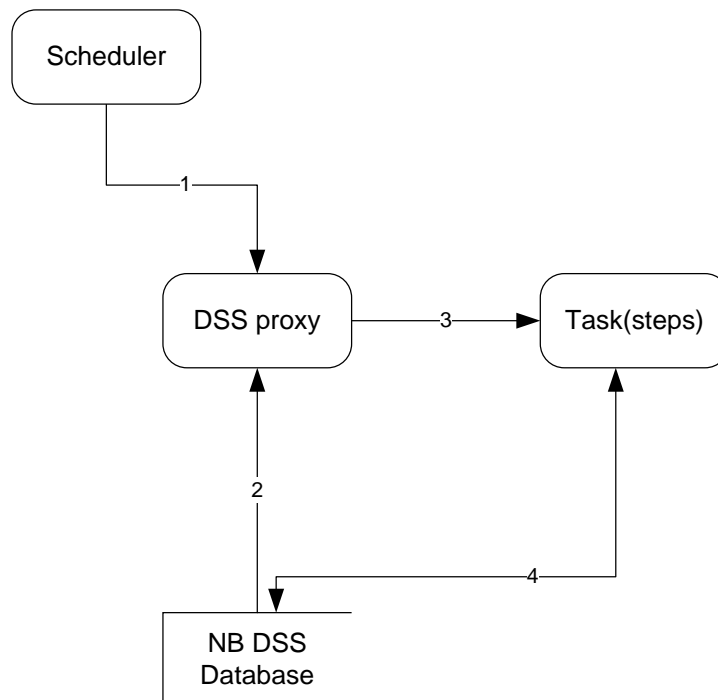 Scheduler
1
DSS proxy
3
Task(steps)
2
4
NB DSS
Database